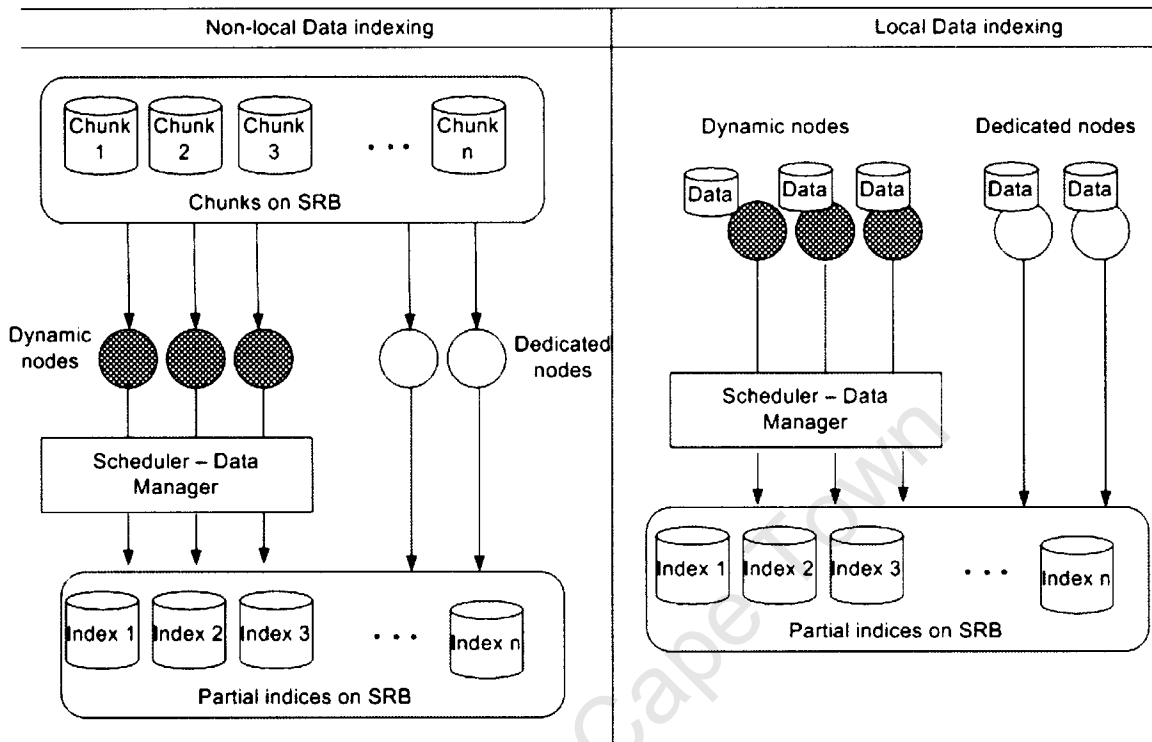 Non-local Data indexing
Chunk 1
Chunk 2
Chunk 3
• • •
Chunk n
Chunks on SRB
Dynamic nodes
Dedicated nodes
Scheduler – Data
Manager
Index 1
Index 2
Index 3
• • •
Index n
Partial indices on SRB
Local Data indexing
Dynamic nodes
Dedicated nodes
Data
Data
Data
Data
Data
Scheduler – Data
Manager
Index 1
Index 2
Index 3
• • •
Index n
Partial indices on SRB
Cape Town